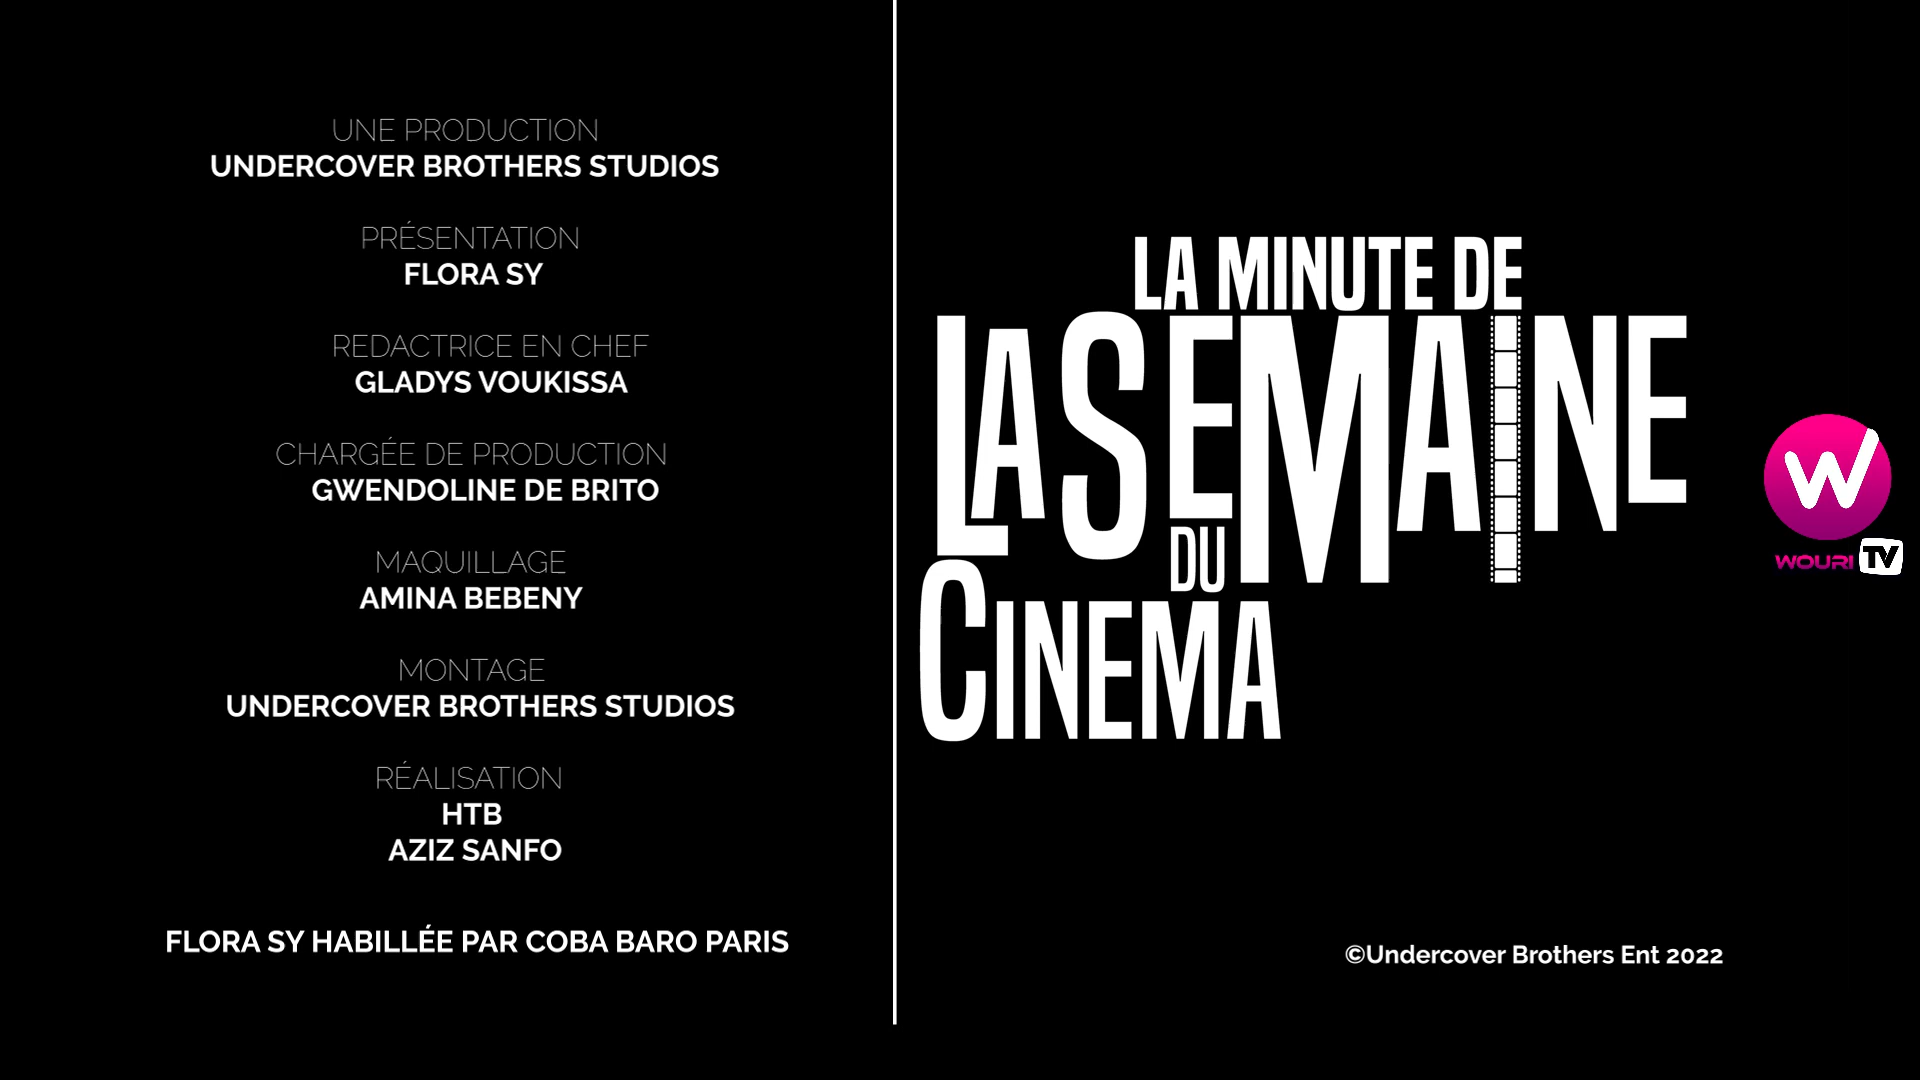 UNE PRODUCTION
UNDERCOVER BROTHERS STUDIOS
PRÉSENTATION
FLORA SY
REDACTRICE EN CHEF
GLADYS VOUKISSA
CHARGÉE DE PRODUCTION
GWENDOLINE DE BRITO
MAQUILLAGE
AMINA BEBENY
MONTAGE
UNDERCOVER BROTHERS STUDIOS
RÉALISATION
HTB
AZIZ SANFO
FLORA SY HABILLÉE PAR COBA BARO PARIS
LA MINUTE DE
LA SEMAINE
DU
CINEMA
W
WOURI TV
©Undercover Brothers Ent 2022